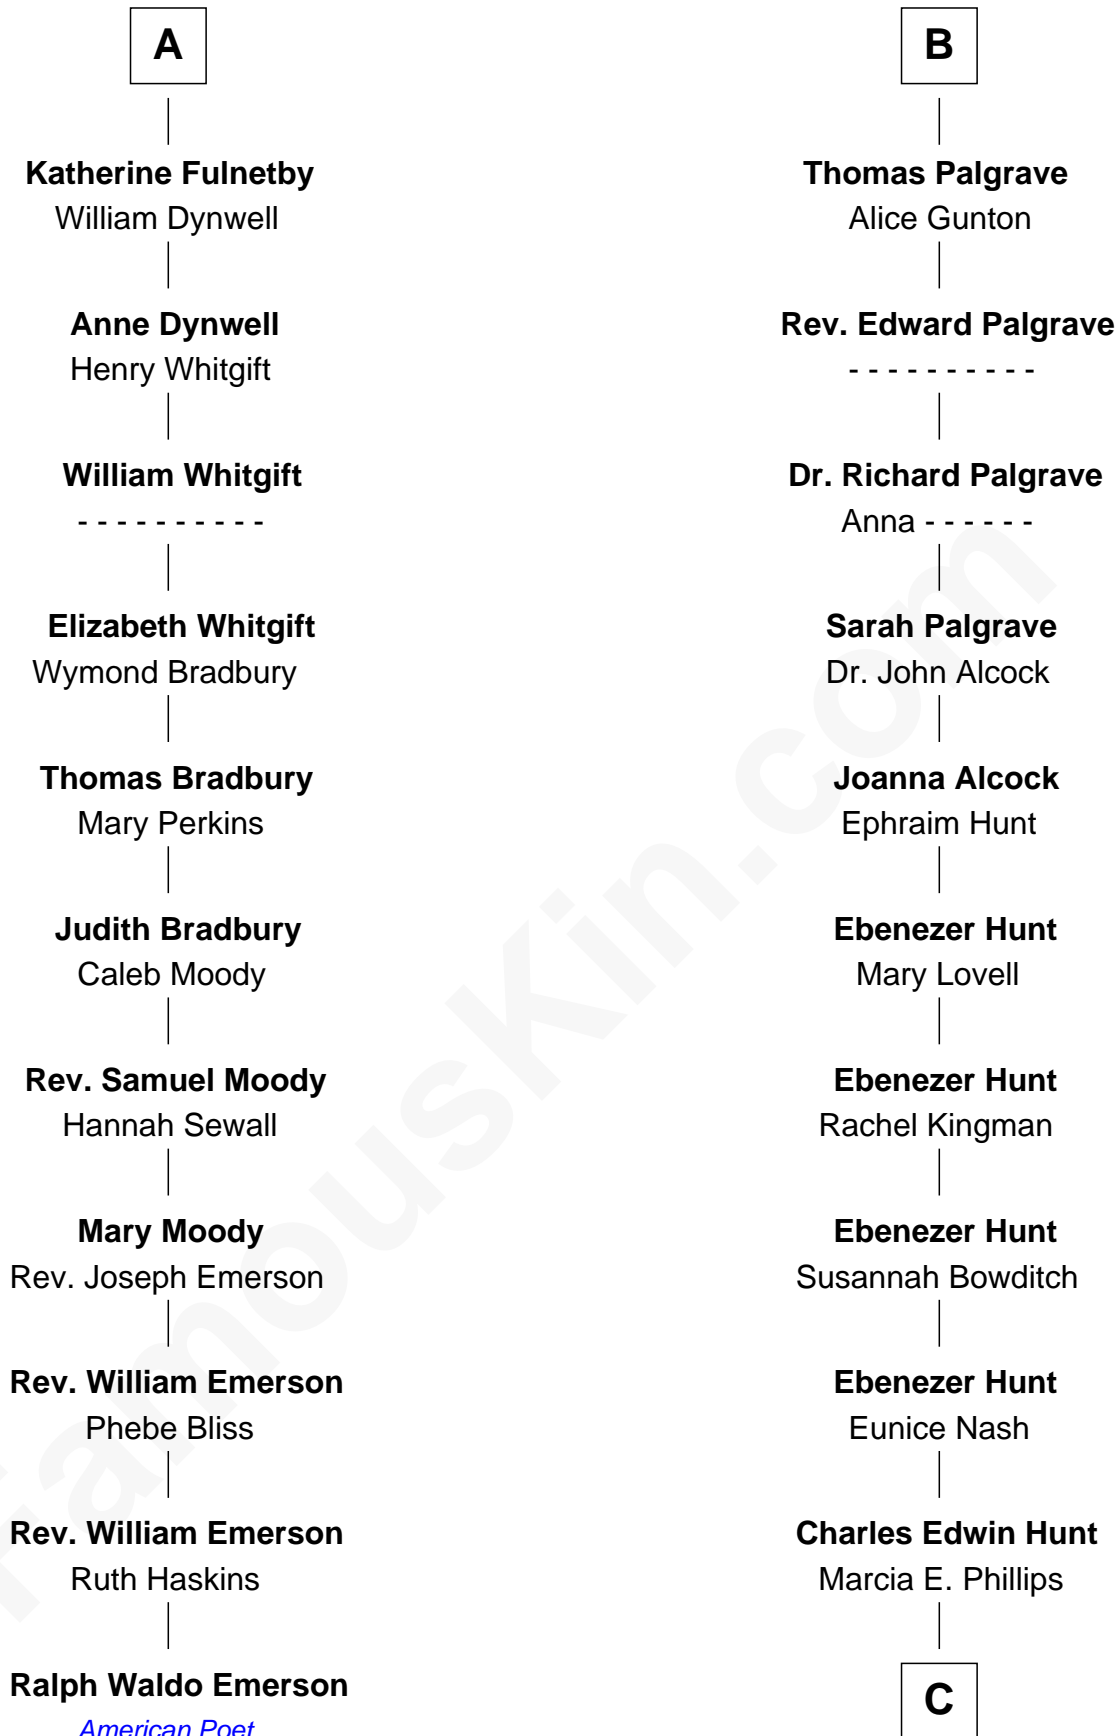 A
Katherine Fulnetby
William Dynwell
Anne Dynwell
Henry Whitgift
William Whitgift
- - - - - - - - - -
Elizabeth Whitgift
Wymond Bradbury
Thomas Bradbury
Mary Perkins
Judith Bradbury
Caleb Moody
Rev. Samuel Moody
Hannah Sewall
Mary Moody
Rev. Joseph Emerson
Rev. William Emerson
Phebe Bliss
Rev. William Emerson
Ruth Haskins
Ralph Waldo Emerson
American Poet
B
Thomas Palgrave
Alice Gunton
Rev. Edward Palgrave
- - - - - - - - - -
Dr. Richard Palgrave
Anna - - - - - -
Sarah Palgrave
Dr. John Alcock
Joanna Alcock
Ephraim Hunt
Ebenezer Hunt
Mary Lovell
Ebenezer Hunt
Rachel Kingman
Ebenezer Hunt
Susannah Bowditch
Ebenezer Hunt
Eunice Nash
Charles Edwin Hunt
Marcia E. Phillips
C
FamousKin.com